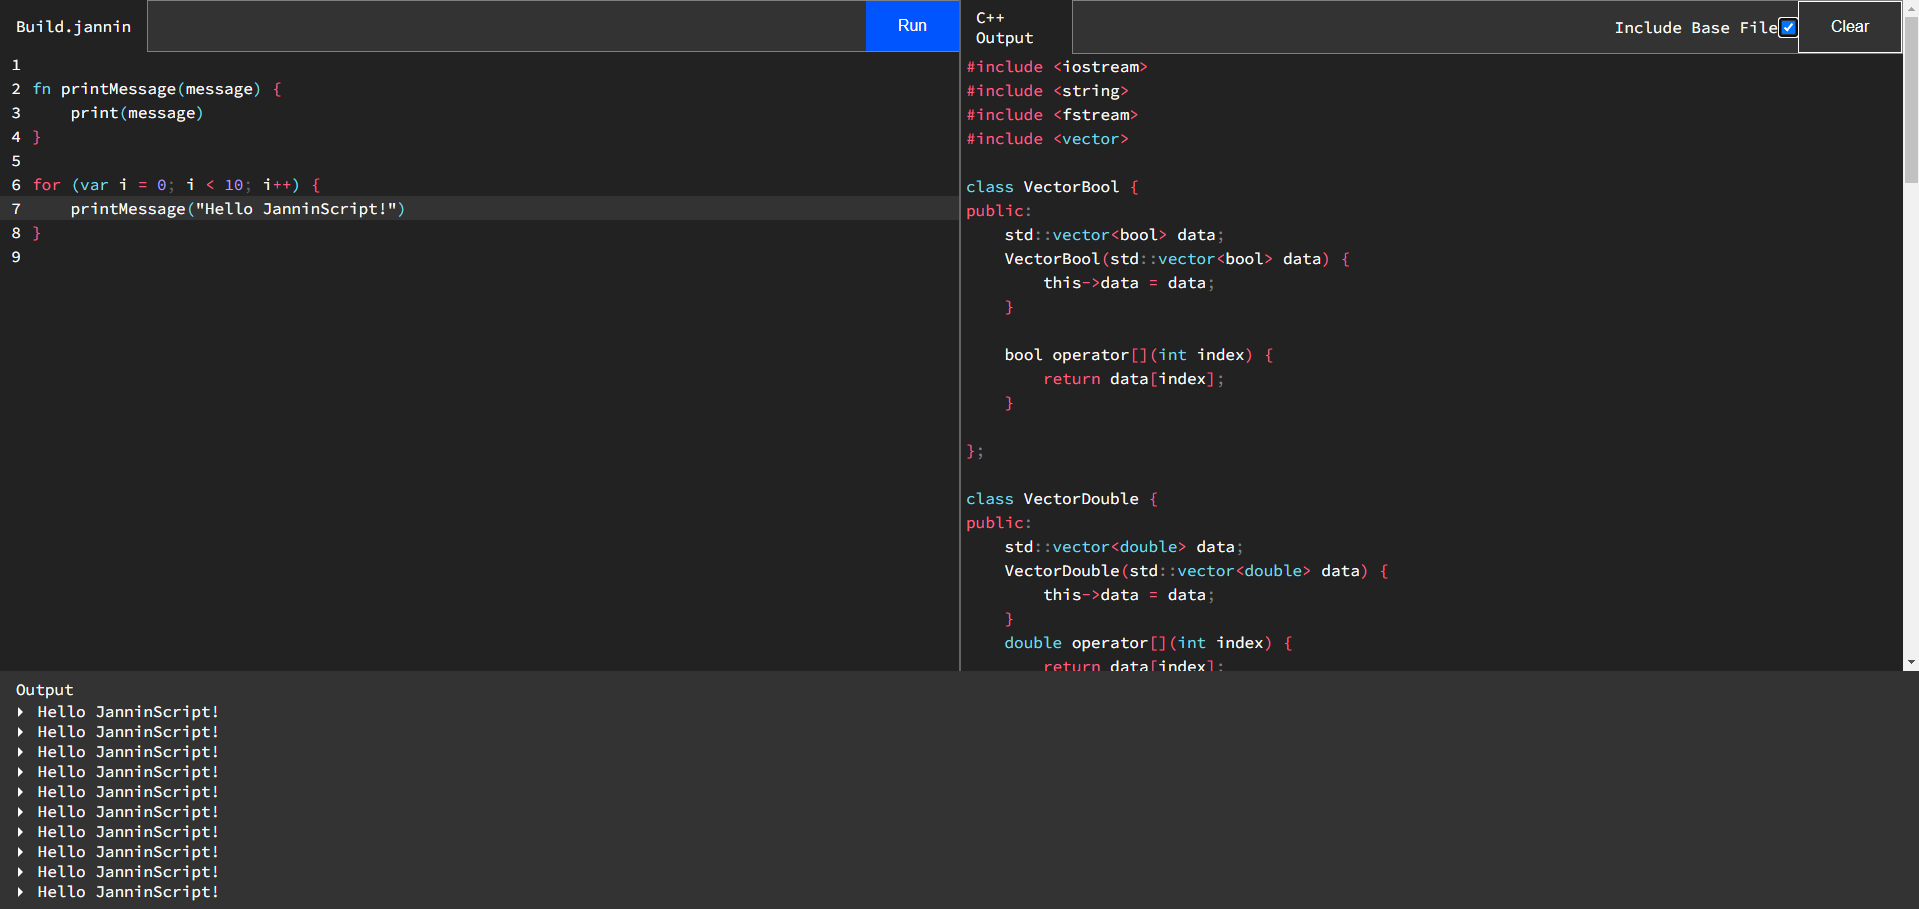 Build.jannin
Run
1
2 fn printMessage(message) {
3     print(message)
4 }
5
6 for (var i = 0; i < 10; i++) {
7     printMessage("Hello JanninScript!")
8 }
9
C++
Output
Include Base File
Clear
#include <iostream>
#include <string>
#include <fstream>
#include <vector>
class VectorBool {
public:
    std::vector<bool> data;
    VectorBool(std::vector<bool> data) {
        this->data = data;
    }
    bool operator[](int index) {
        return data[index];
    }
};
class VectorDouble {
public:
    std::vector<double> data;
    VectorDouble(std::vector<double> data) {
        this->data = data;
    }
    double operator[](int index) {
        return data[index];
Output
Hello JanninScript!
Hello JanninScript!
Hello JanninScript!
Hello JanninScript!
Hello JanninScript!
Hello JanninScript!
Hello JanninScript!
Hello JanninScript!
Hello JanninScript!
Hello JanninScript!